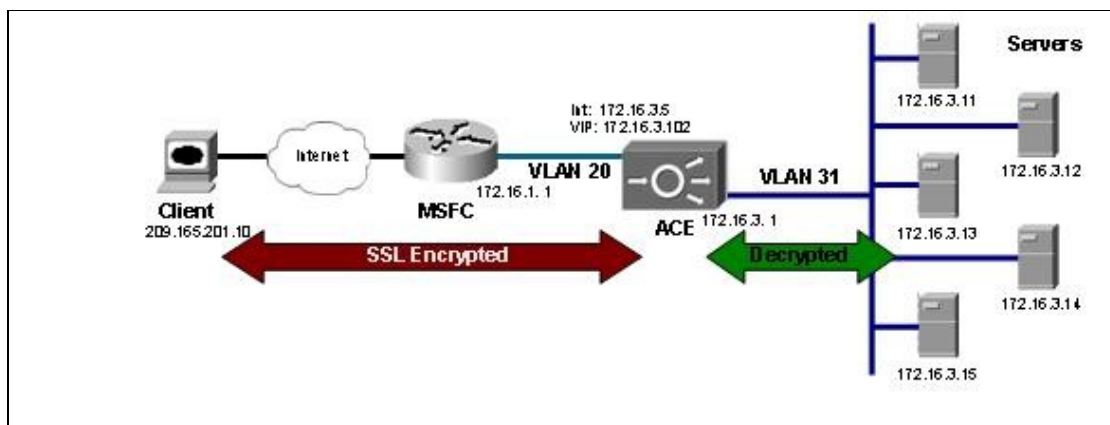 Servers
172.16.3.11
Int: 172.16.3.5
VIP: 172.16.3.102
Internet
VLAN 20
VLAN 31
172.16.3.12
172.16.1.1
Client
MSFC
ACE
172.16.3.1
209.165.201.10
172.16.3.13
SSL Encrypted
Decrypted
172.16.3.14
172.16.3.15